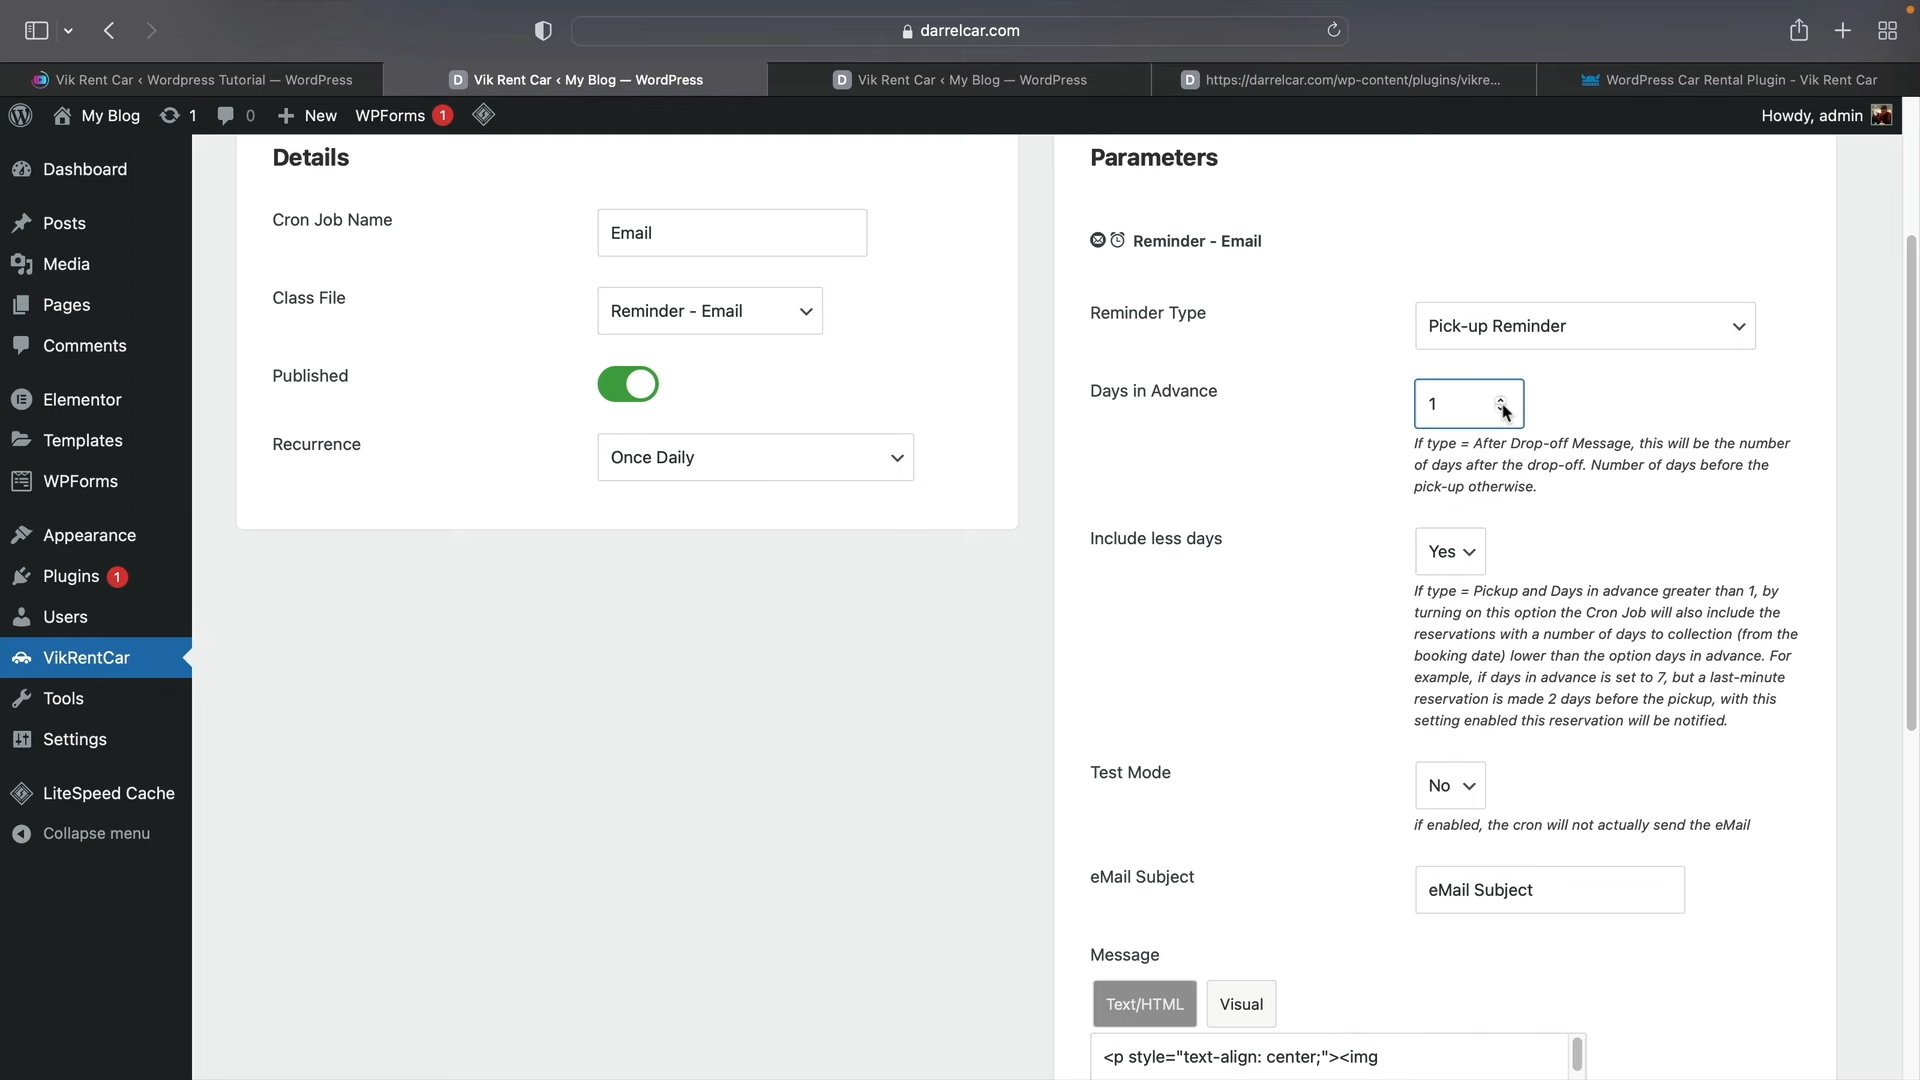 darrelcar.com
Vik Rent Car ‹ Wordpress Tutorial — WordPress
D Vik Rent Car ‹ My Blog — WordPress
D Vik Rent Car ‹ My Blog — WordPress
D https://darrelcar.com/wp-content/plugins/vikre...
WordPress Car Rental Plugin - Vik Rent Car
My Blog
1
0
New
WPForms 1
Howdy, admin
Dashboard
Posts
Media
Pages
Comments
Elementor
Templates
WPForms
Appearance
Plugins 1
Users
VikRentCar
Tools
Settings
LiteSpeed Cache
Collapse menu
Details
Cron Job Name
Email
Class File
Reminder - Email
Published
Recurrence
Once Daily
Parameters
Reminder - Email
Reminder Type
Pick-up Reminder
Days in Advance
1
If type = After Drop-off Message, this will be the number
of days after the drop-off. Number of days before the
pick-up otherwise.
Include less days
Yes
If type = Pickup and Days in advance greater than 1, by
turning on this option the Cron Job will also include the
reservations with a number of days to collection (from the
booking date) lower than the option days in advance. For
example, if days in advance is set to 7, but a last-minute
reservation is made 2 days before the pickup, with this
setting enabled this reservation will be notified.
Test Mode
No
if enabled, the cron will not actually send the eMail
eMail Subject
eMail Subject
Message
Text/HTML
Visual
<p style="text-align: center;"><img